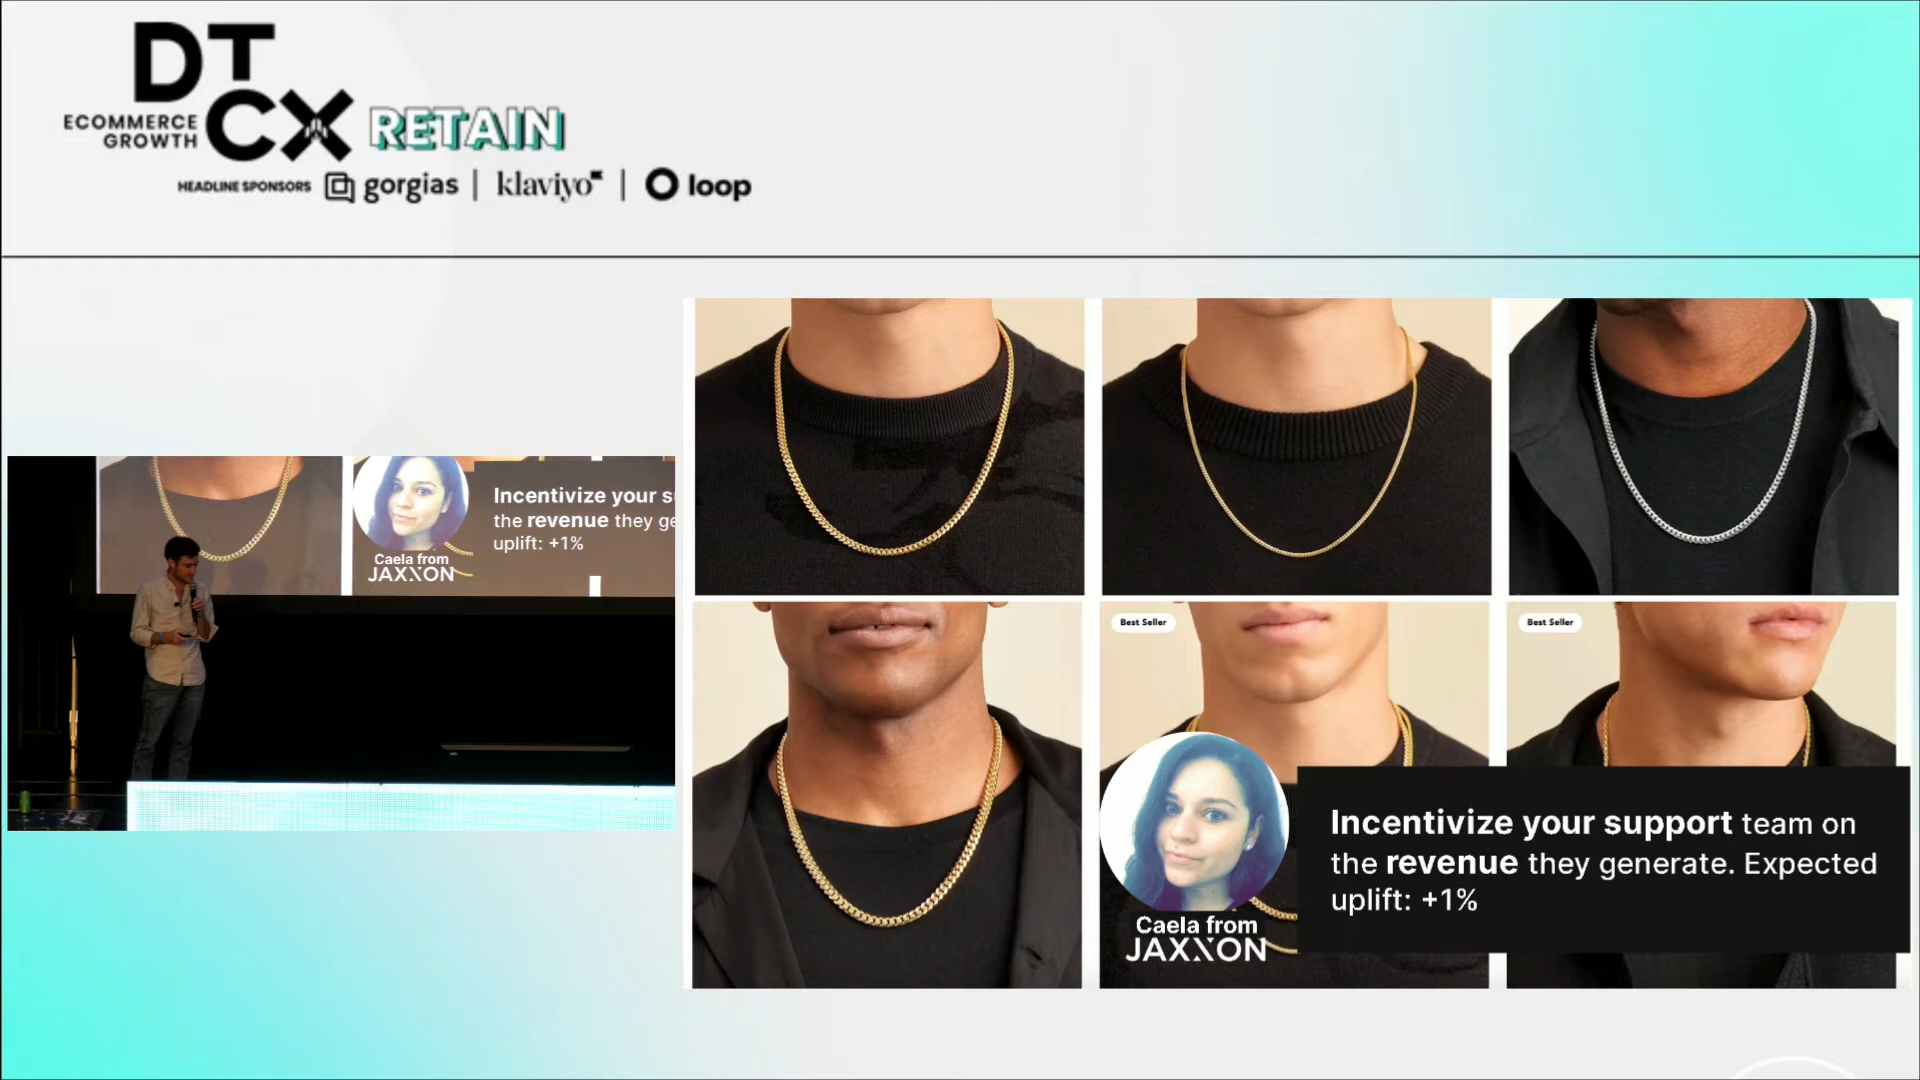 DT
CX
ECOMMERCE
GROWTH
RETAIN
HEADLINE SPONSORS gorgias | klaviyo | loop
Incentivize your s
the revenue they ge
uplift: +1%
Caela from
JAXXON
Best Seller
Best Seller
Incentivize your support team on
the revenue they generate. Expected
uplift: +1%
Caela from
JAXXON